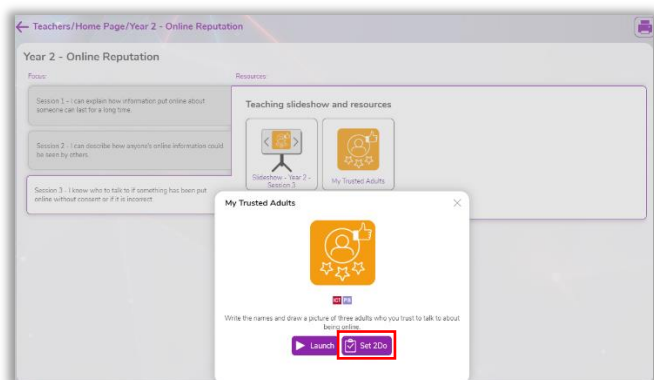 Teachers/Home Page/Year 2 - Online Reputation
Year 2 - Online Reputation
Focus:
Resources:
Session 1 - I can explain how information put online about
someone can last for a long time.
Session 2 - I can describe how anyone's online information could
be seen by others.
Session 3 - I know who to talk to if something has been put
online without consent or if it is incorrect.
Teaching slideshow and resources
Slideshow - Year 2 -
Session 3
My Trusted Adults
My Trusted Adults
ICT
Write the names and draw a picture of three adults who you trust to talk to about
being online.
Launch
Set 2Do